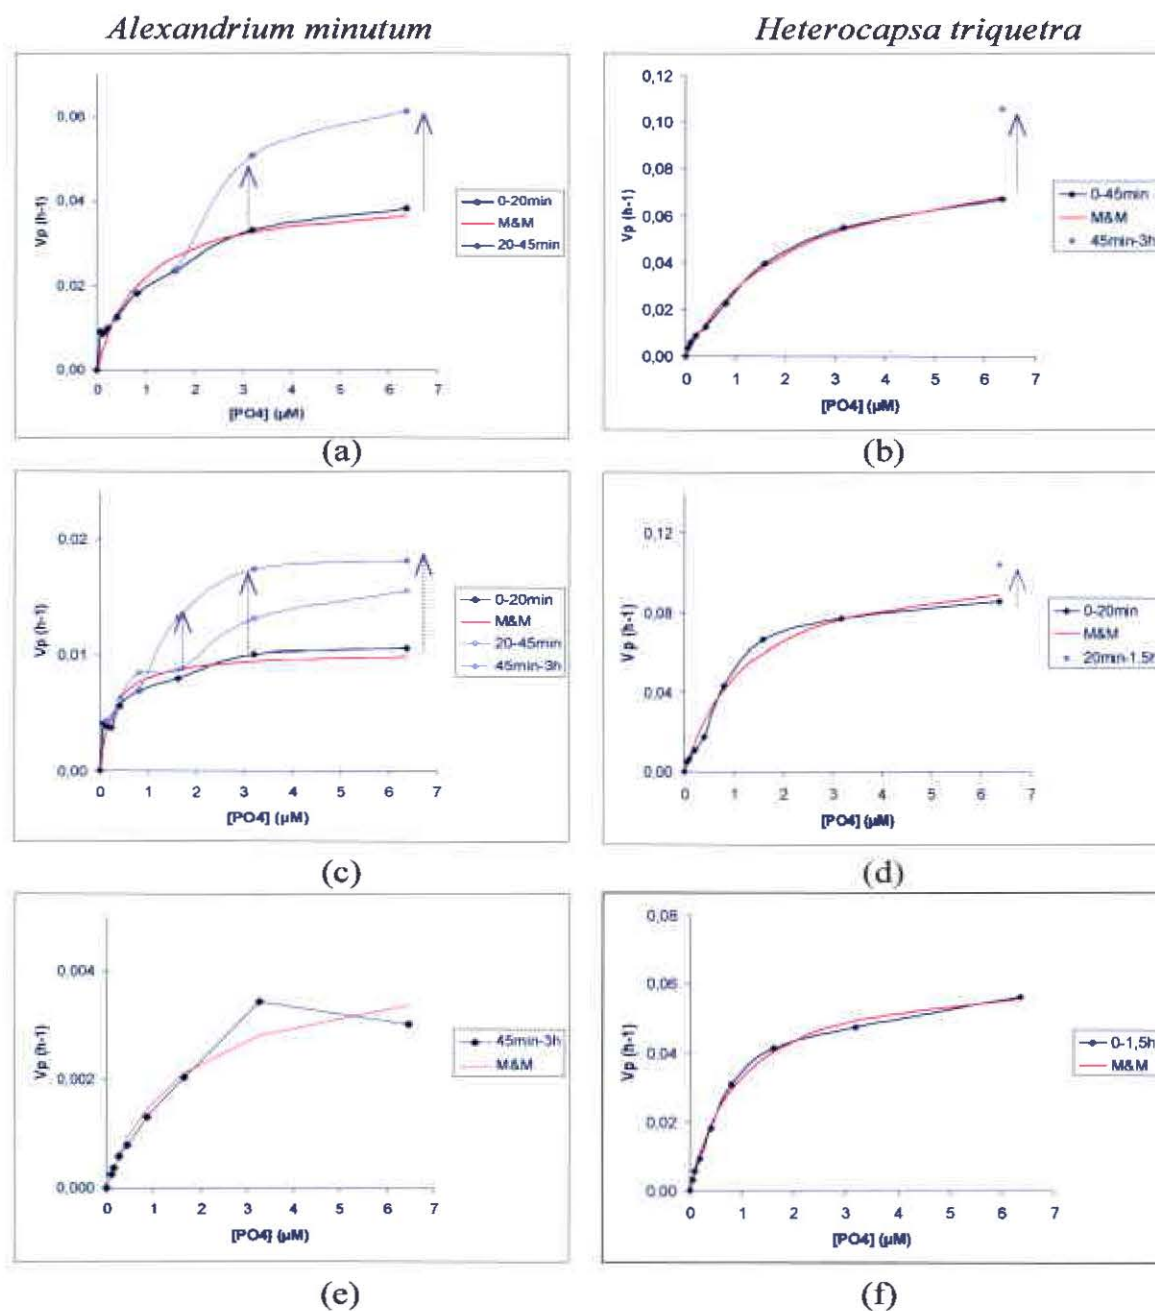 Alexandrium minutum
Heterocapsa triquetra
0,06
0,04
0,02
0,00
Vp (h-1)
0 1 2 3 4 5 6 7
[PO4] (µM)
0-20min
M&M
20-45min
(a)
0,12
0,10
0,08
0,06
0,04
0,02
0,00
Vp (h-1)
0 1 2 3 4 5 6 7
[PO4] (µM)
0-45min
M&M
45min-3h
(b)
0,02
0,01
0,00
Vp (h-1)
0 1 2 3 4 5 6 7
[PO4] (µM)
0-20min
M&M
20-45min
45min-3h
(c)
0,12
0,08
0,04
0,00
Vp (h-1)
0 1 2 3 4 5 6 7
[PO4] (µM)
0-20min
M&M
20min-1.5h
(d)
0,004
0,002
0,000
Vp (h-1)
0 1 2 3 4 5 6 7
[PO4] (µM)
45min-3h
M&M
(e)
0,08
0,06
0,04
0,02
0,00
Vp (h-1)
0 1 2 3 4 5 6 7
[PO4] (µM)
0-1,5h
M&M
(f)